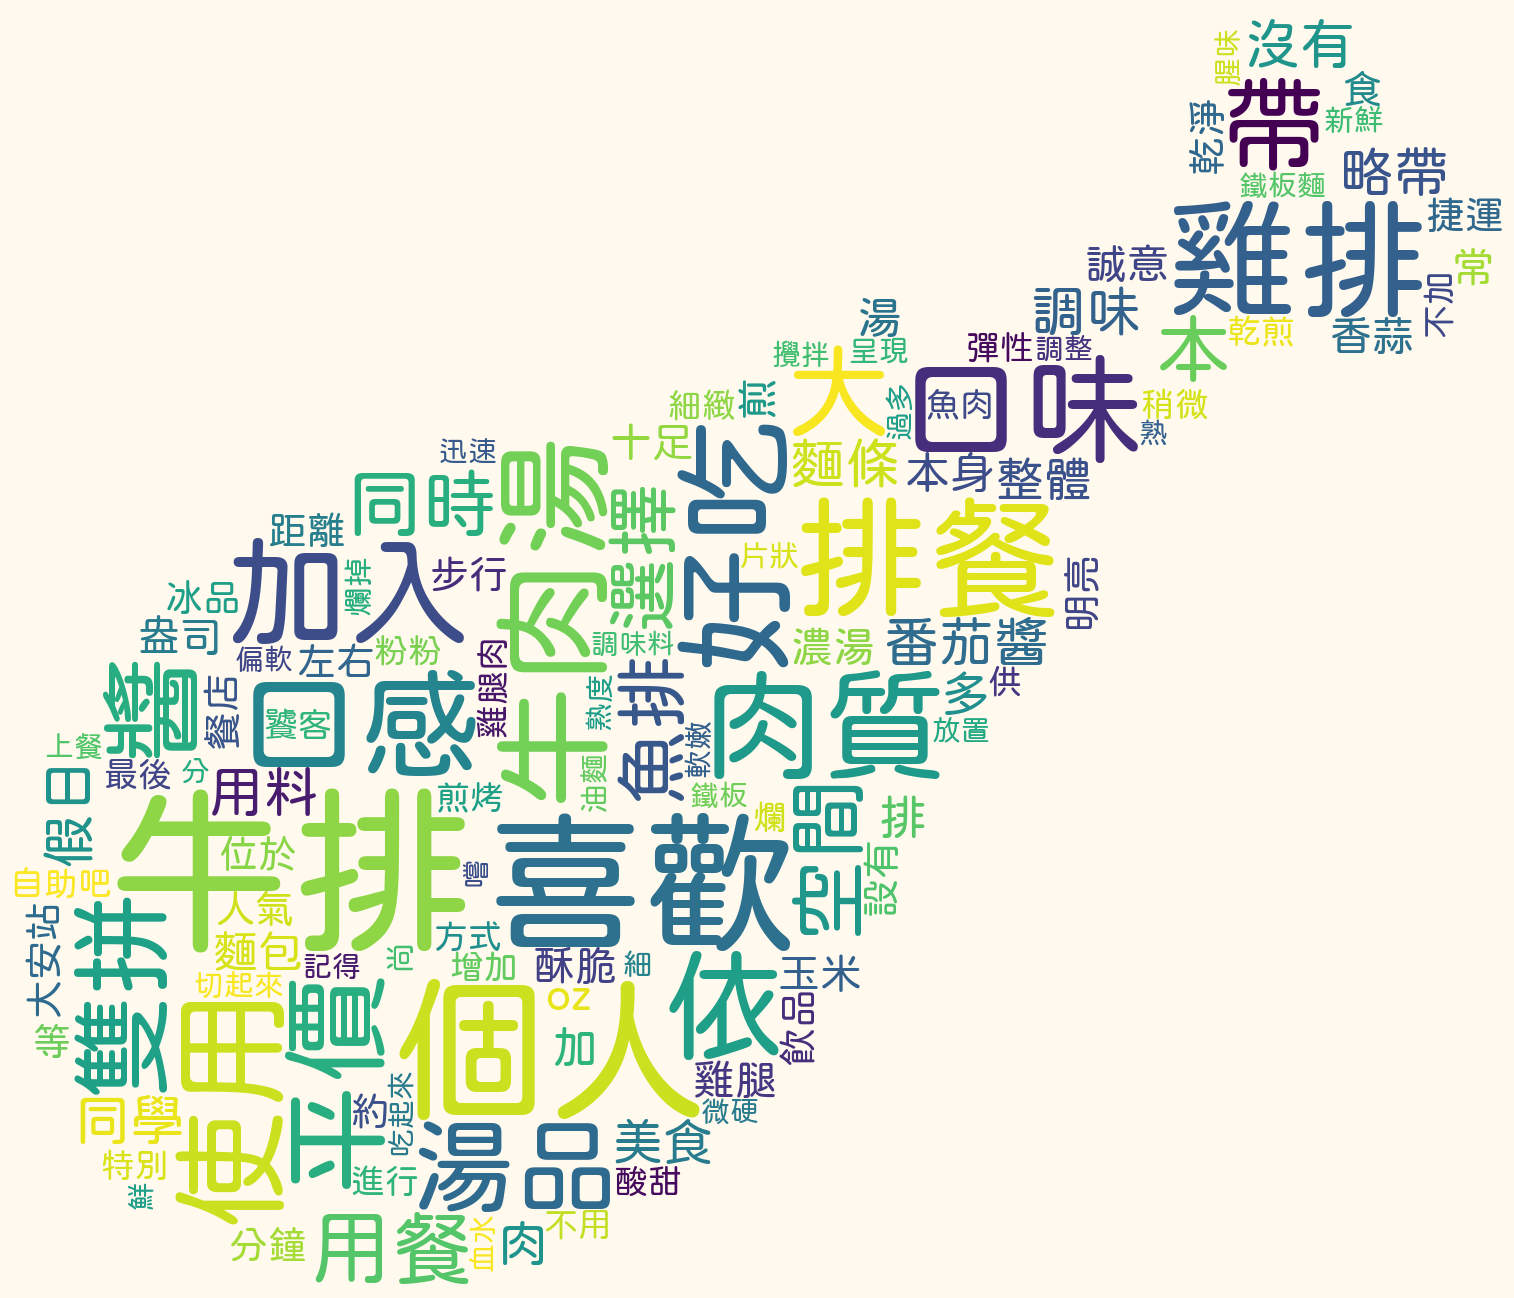 沒有
腥味
食
帶
新鮮
乾淨
略帶
鐵板麵
捷運
雞排
誠意
常
不加
調味
湯
本
乾煎
香蒜
彈性
調整
呈現
攪拌
大
口味
魚肉
煎
細緻
過多
稍微
熟
十足
吃
好
麵條
本身
整體
迅速
湯
同時
選擇
排餐
距離
加入
步行
爛掉
片狀
明亮
牛肉
冰品
盎司
調味料
濃湯
番茄醬
偏軟
左右
粉粉
雞腿肉
魚排
熟度
肉質
多
供
醬
餐店
口感
饕客
放置
軟嫩
上餐
最後
分
用料
煎烤
油麵
鐵板
假日
牛排
位於
嚐
喜歡
爛
空間
排
設有
自助吧
人氣
麵包
方式
大安站
雙拼
記得
尚
增加
酥脆
細
依
玉米
切起來
平價
個人
oz
加
飲品
等
使用
雞腿
微硬
同學
約
吃起來
湯品
美食
特別
進行
酸甜
鮮
分鐘
用餐
血水
肉
不用